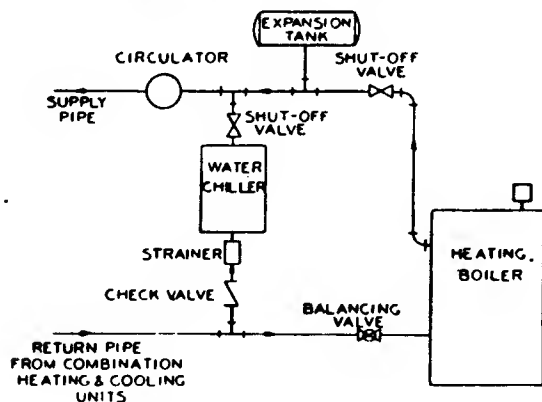 EXPANSION
TANK
CIRCULATOR
SHUT-OFF
VALVE
SUPPLY
PIPE
SHUT-OFF
VALVE
WATER
CHILLER
HEATING
BOILER
STRAINER
CHECK VALVE
BALANCING
VALVE
RETURN PIPE
FROM COMBINATION
HEATING & COOLING
UNITS